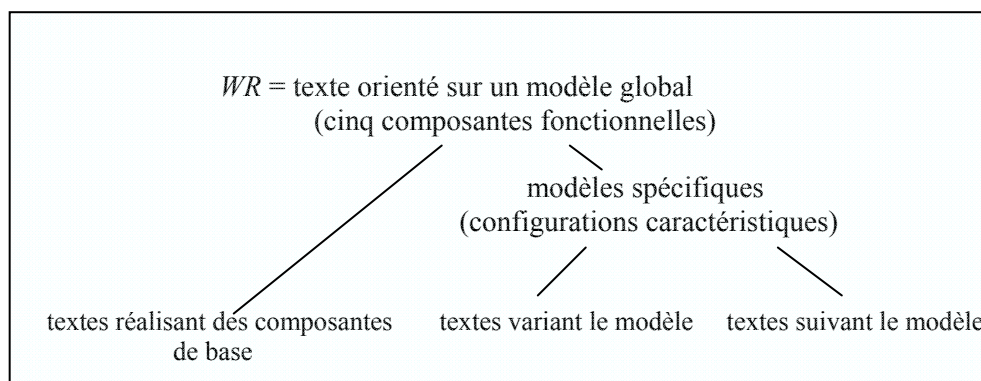 WR = texte orienté sur un modèle global
(cinq composantes fonctionnelles)
modèles spécifiques
(configurations caractéristiques)
textes réalisant des composantes
de base
textes variant le modèle
textes suivant le modèle